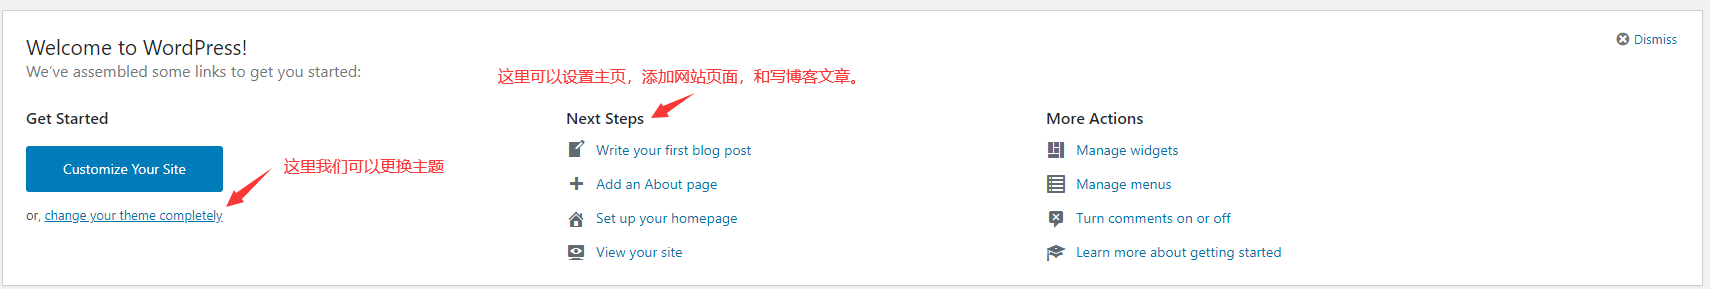 Welcome to WordPress!
Dismiss
We've assembled some links to get you started:
这里可以设置主页，添加网站页面，和写博客文章。
Get Started
Customize Your Site
这里我们可以更换主题
or, change your theme completely
Next Steps
Write your first blog post
Add an About page
Set up your homepage
View your site
More Actions
Manage widgets
Manage menus
Turn comments on or off
Learn more about getting started